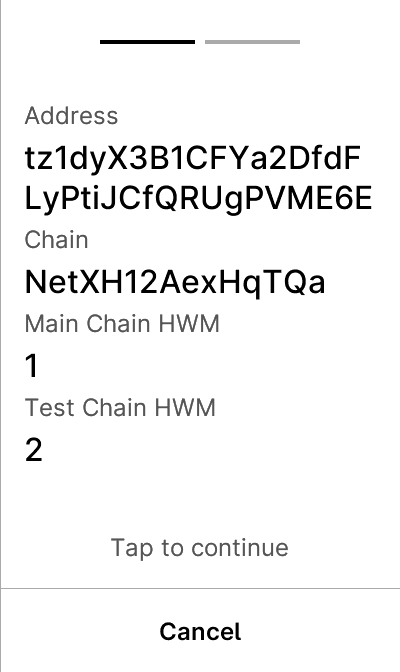 Address
tz1dyX3B1CFYa2DfdF
LyPtiJCfQRUgPVME6E
Chain
NetXH12AexHqTQa
Main Chain HWM
1
Test Chain HWM
2
Tap to continue
Cancel